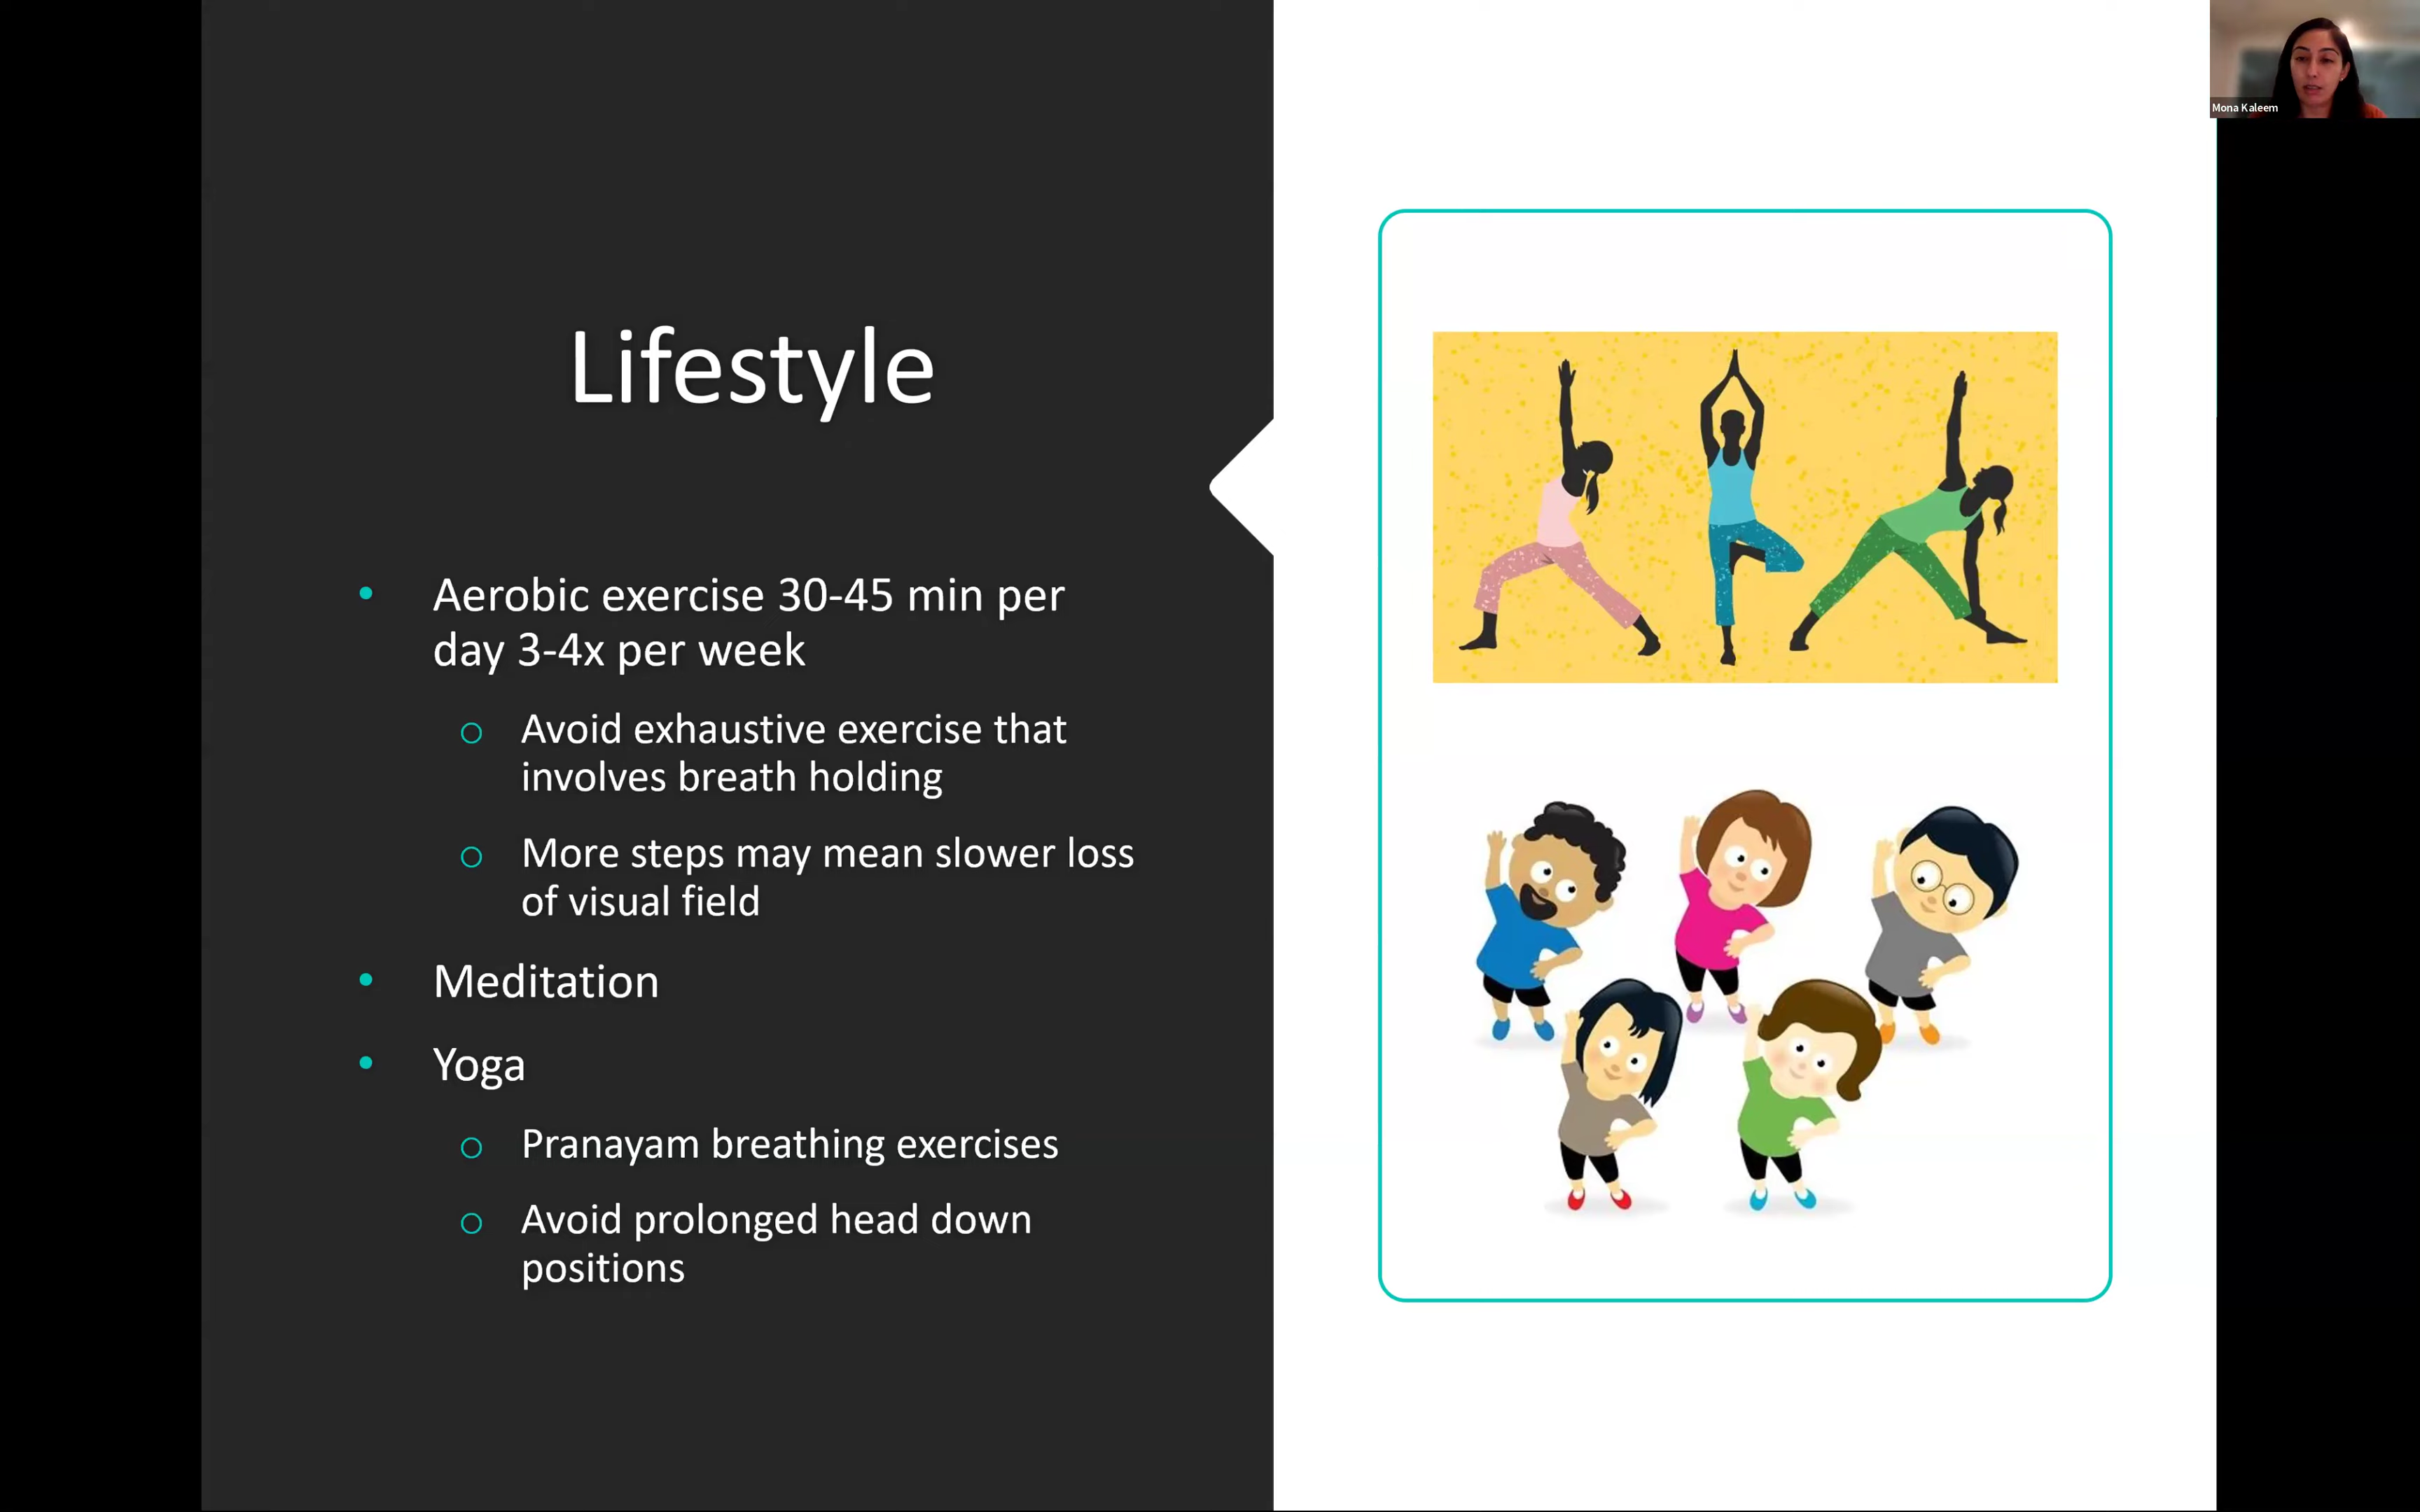 Mona Kaleem
Lifestyle
• Aerobic exercise 30-45 min per
day 3-4x per week
o Avoid exhaustive exercise that
involves breath holding
o More steps may mean slower loss
of visual field
• Meditation
• Yoga
o Pranayam breathing exercises
o Avoid prolonged head down
positions